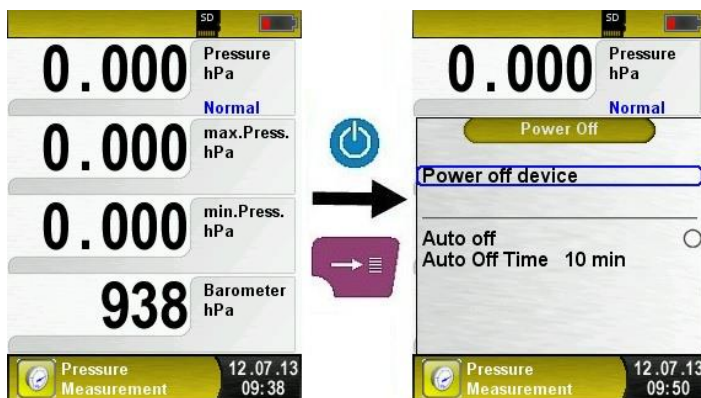 SD
0.000
Pressure
hPa
Normal
0.000
max.Press.
hPa
0.000
min.Press.
hPa
938
Barometer
hPa
Pressure
Measurement
12.07.13
09:38
SD
0.000
Pressure
hPa
Normal
Power Off
Power off device
Auto off
Auto Off Time 10 min
Pressure
Measurement
12.07.13
09:50